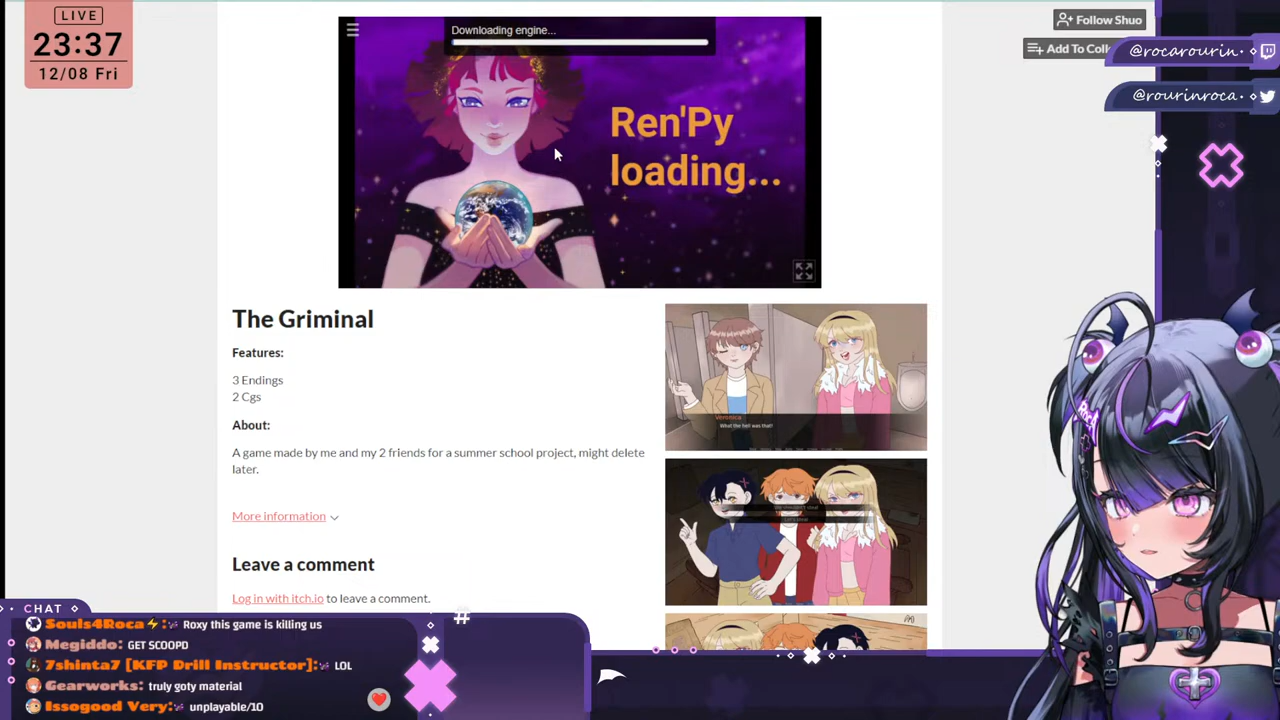 LIVE
23:37
12/08 Fri
Downloading engine...
Ren'Py
loading...
Follow Shuo
Add To Coll
@rocarourin
@rourinroca
The Griminal
Features:
3 Endings
2 Cgs
About:
A game made by me and my 2 friends for a summer school project, might delete
later.
More information
Leave a comment
Log in with itch.io to leave a comment.
Veronica
What the hell was that!
CHAT
Souls4Roca⚡: Roxy this game is killing us
Megiddo: GET SCOOPD
7shinta7 [KFP Drill Instructor]: LOL
Gearworks: truly goty material
Issogood Very: unplayable/10
#